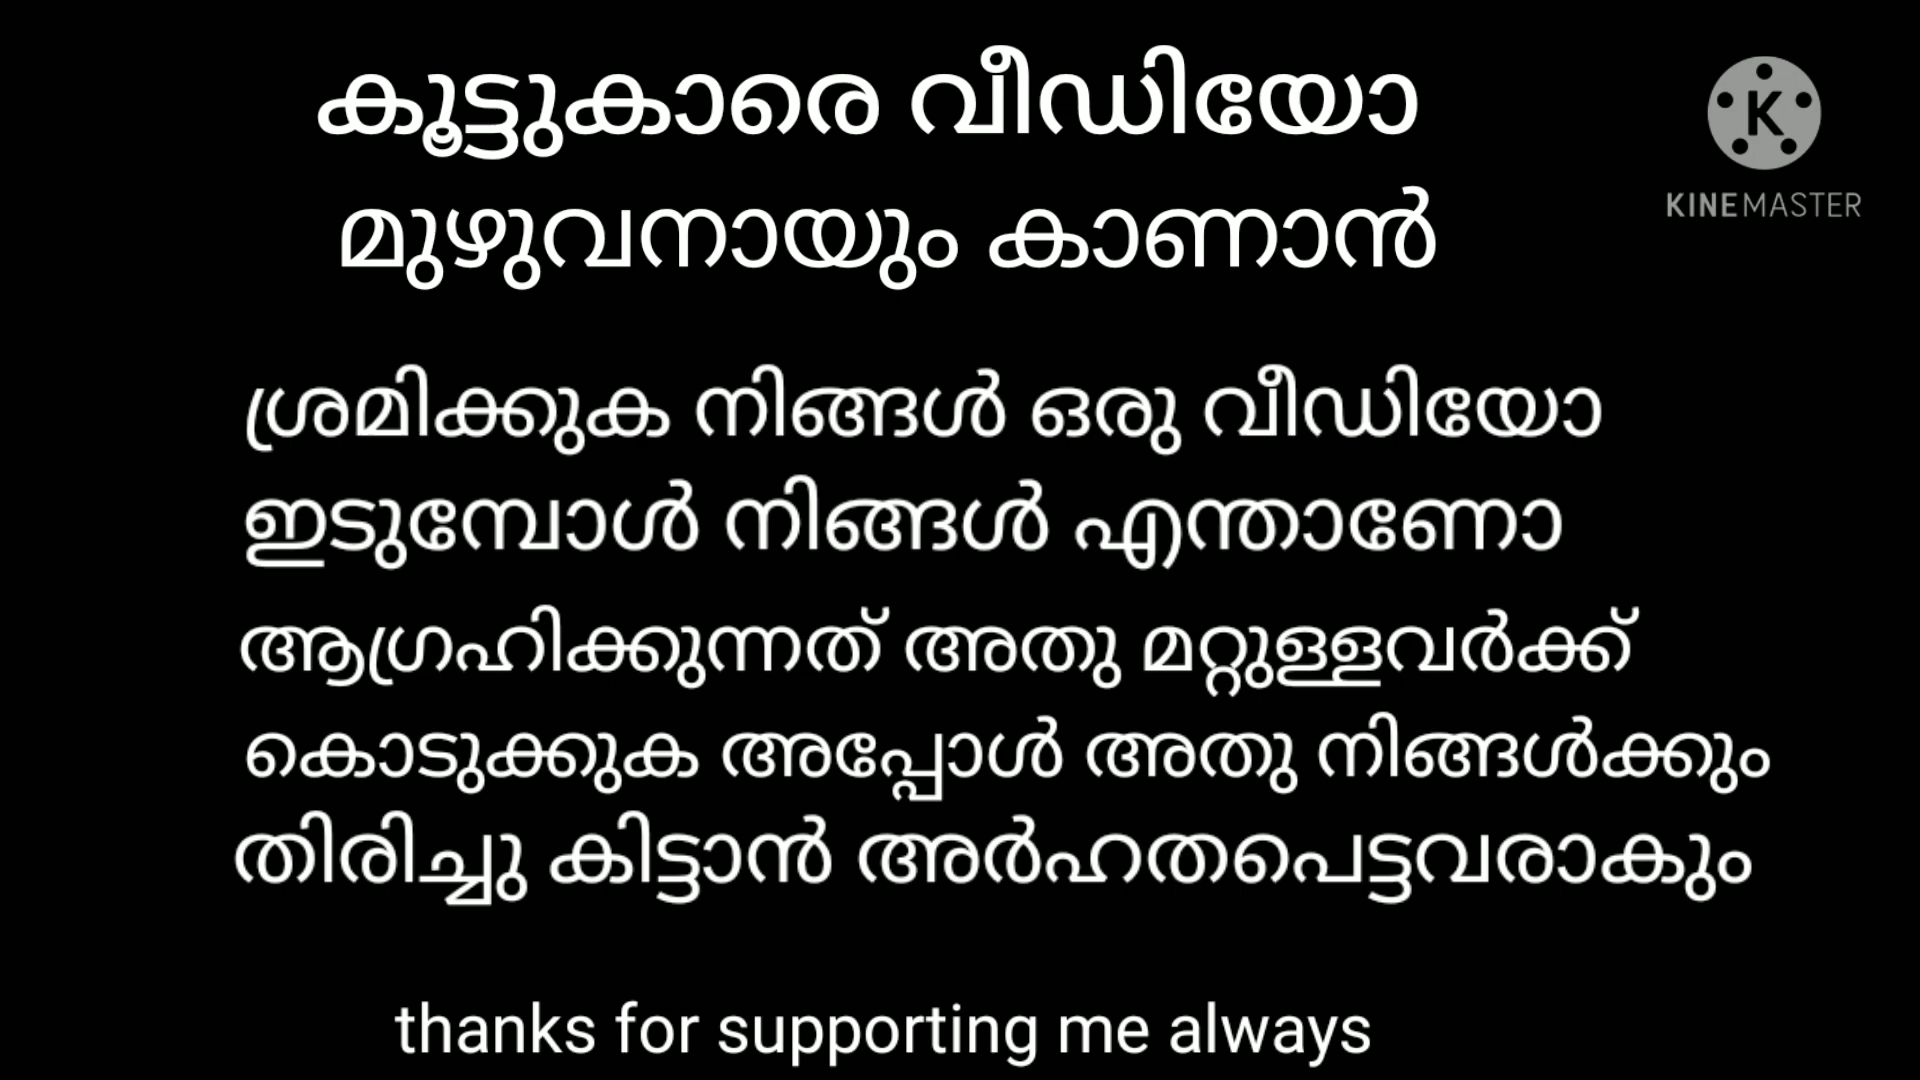 കൂട്ടുകാരെ വീഡിയോ
മുഴുവനായും കാണാൻ
ശ്രമിക്കുക നിങ്ങൾ ഒരു വീഡിയോ
ഇടുമ്പോൾ നിങ്ങൾ എന്താണോ
ആഗ്രഹിക്കുന്നത് അതു മറ്റുള്ളവർക്ക്
കൊടുക്കുക അപ്പോൾ അതു നിങ്ങൾക്കും
തിരിച്ചു കിട്ടാൻ അർഹതപെട്ടവരാകും
thanks for supporting me always
K
KINEMASTER